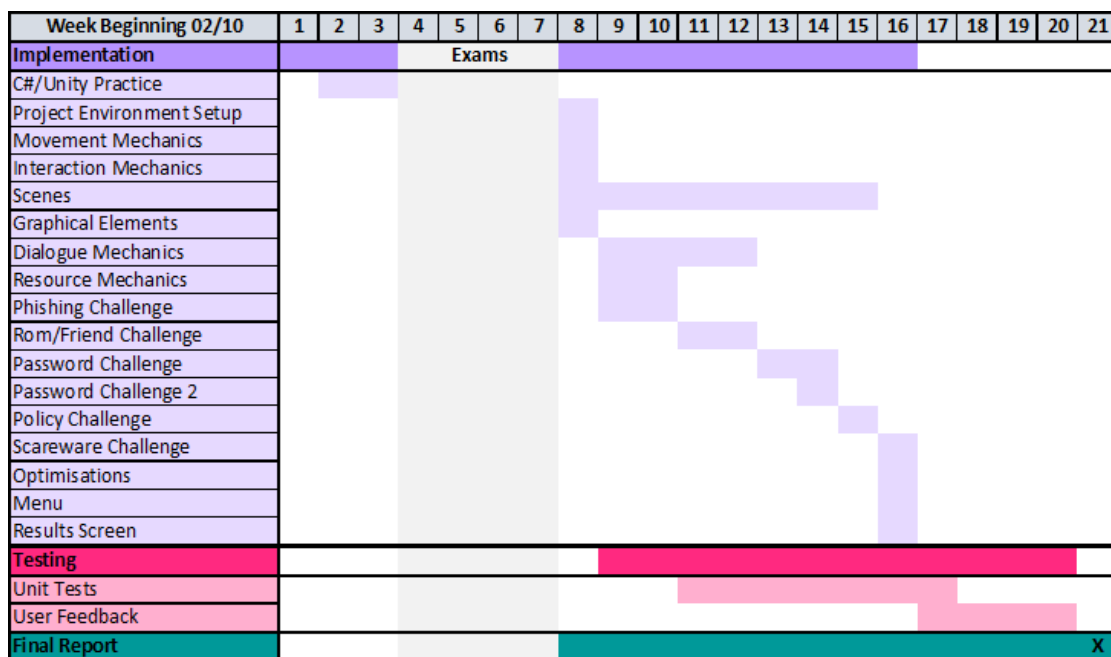 Week Beginning 02/10 1 2 3 4 5 6 7 8 9 10 11 12 13 14 15 16 17 18 19 20 21
Implementation Exams
C#/Unity Practice
Project Environment Setup
Movement Mechanics
Interaction Mechanics
Scenes
Graphical Elements
Dialogue Mechanics
Resource Mechanics
Phishing Challenge
Rom/Friend Challenge
Password Challenge
Password Challenge 2
Policy Challenge
Scareware Challenge
Optimisations
Menu
Results Screen
Testing
Unit Tests
User Feedback
Final Report X